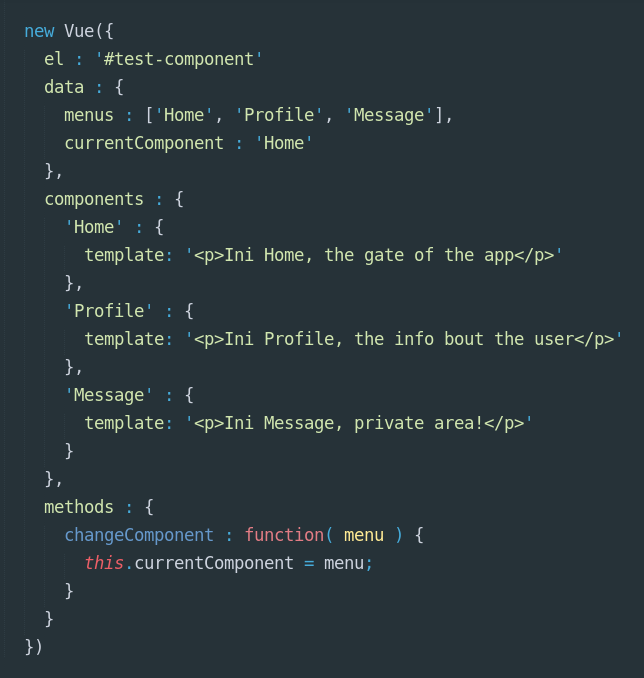 new Vue({
  el : '#test-component'
  data : {
    menus : ['Home', 'Profile', 'Message'],
    currentComponent : 'Home'
  },
  components : {
    'Home' : {
      template: '<p>Ini Home, the gate of the app</p>'
    },
    'Profile' : {
      template: '<p>Ini Profile, the info bout the user</p>'
    },
    'Message' : {
      template: '<p>Ini Message, private area!</p>'
    }
  },
  methods : {
    changeComponent : function( menu ) {
      this.currentComponent = menu;
    }
  }
})